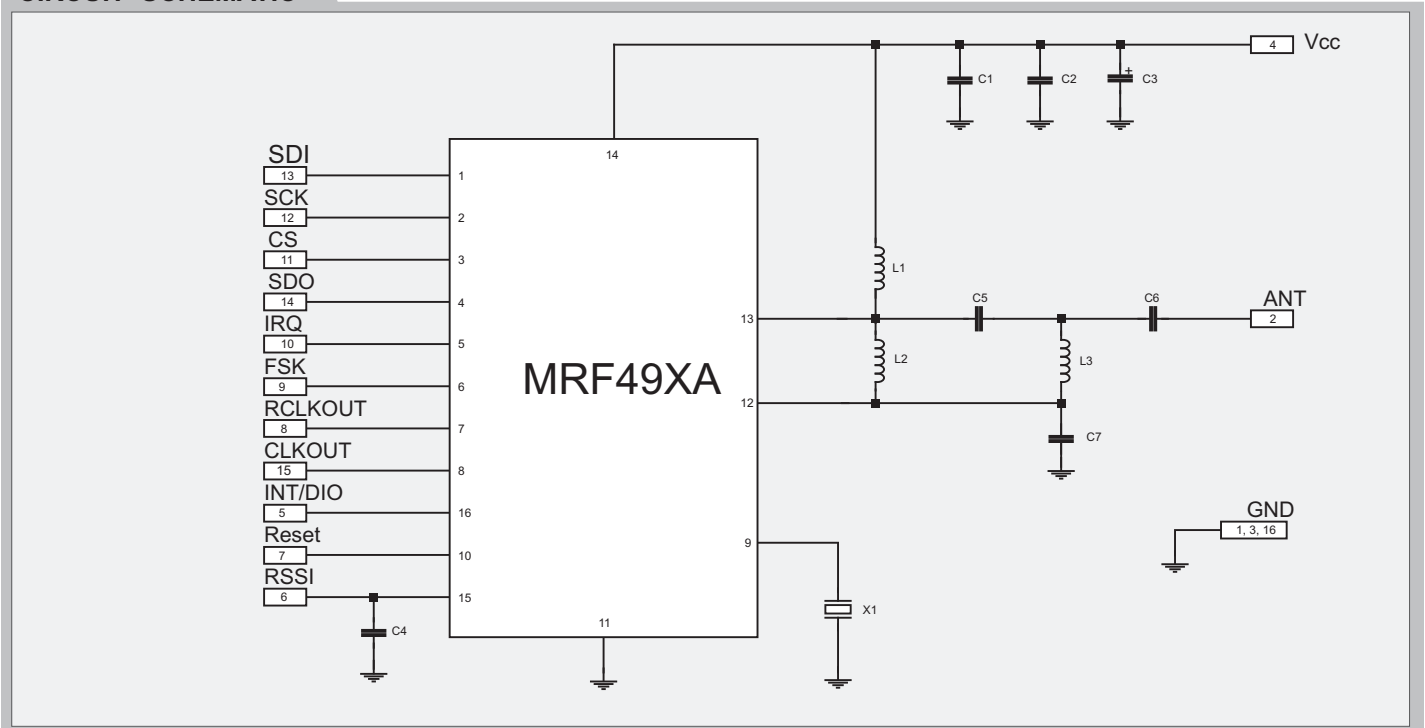 4 Vcc
C1 C2 + C3
14
SDI
13 1
SCK
12 2
CS
11 3
SDO
14 4
IRQ
10 5
FSK
9 6
RCLKOUT
8 7
CLKOUT
15 8
INT/DIO
5 16
Reset
7 10
RSSI
6 15
C4
MRF49XA
11
L1
13 C5 C6 ANT
2
L2 L3
12
C7
GND
1, 3, 16
9
X1